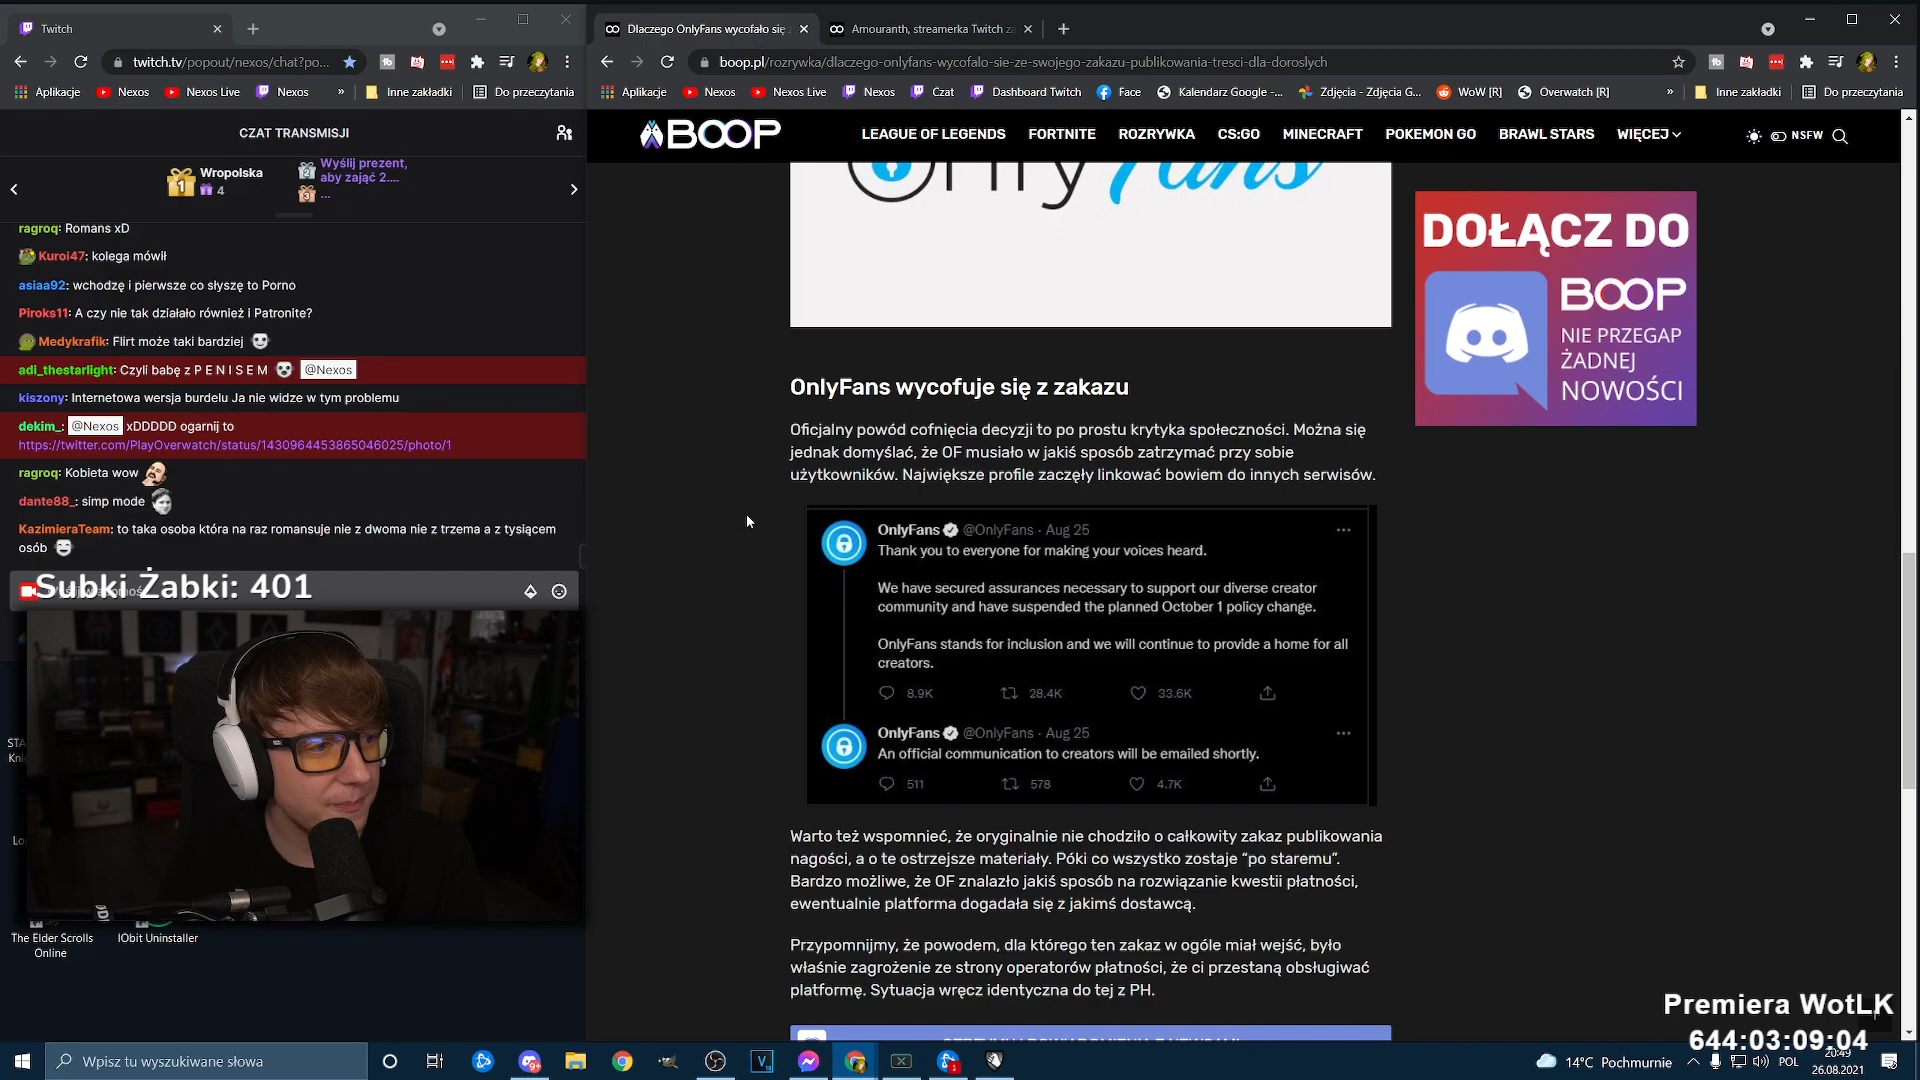 Twitch
Dlaczego OnlyFans wycofało się z
Amouranth, streamerka Twitch za
twitch.tv/popout/nexos/chat?po...
boop.pl/rozrywka/dlaczego-onlyfans-wycofalo-sie-ze-swojego-zakazu-publikowania-tresci-dla-doroslych
Aplikacje
Nexos
Nexos Live
Nexos
»
Inne zakładki
Do przeczytania
Aplikacje
Nexos
Nexos Live
Nexos
Czat
Dashboard Twitch
Face
Kalendarz Google -...
Zdjęcia - Zdjęcia G...
WoW [R]
Overwatch [R]
»
Inne zakładki
Do przeczytania
CZAT TRANSMISJI
BOOP
LEAGUE OF LEGENDS
FORTNITE
ROZRYWKA
CS:GO
MINECRAFT
POKEMON GO
BRAWL STARS
WIĘCEJ
NSFW
1
Wropolska
4
2
Wyślij prezent,
aby zająć 2....
3
...
ragroq: Romans xD
Kuroi47: kolega mówił
asiaa92: wchodzę i pierwsze co słyszę to Porno
Piroks11: A czy nie tak działało również i Patronite?
Medykrafik: Flirt może taki bardziej
adi_thestarlight: Czyli babę z P E N I S E M @Nexos
kiszony: Internetowa wersja burdelu Ja nie widze w tym problemu
dekim_: @Nexos xDDDDD ogarnij to
https://twitter.com/PlayOverwatch/status/1430964453865046025/photo/1
ragroq: Kobieta wow
dante88_: simp mode
KazimieraTeam: to taka osoba która na raz romansuje nie z dwoma nie z trzema a z tysiącem
osób
Subki Żabki: 401
OnlyFans
DOŁĄCZ DO
BOOP
NIE PRZEGAP
ŻADNEJ
NOWOŚCI
OnlyFans wycofuje się z zakazu
Oficjalny powód cofnięcia decyzji to po prostu krytyka społeczności. Można się
jednak domyślać, że OF musiało w jakiś sposób zatrzymać przy sobie
użytkowników. Największe profile zaczęły linkować bowiem do innych serwisów.
OnlyFans @OnlyFans · Aug 25
Thank you to everyone for making your voices heard.
We have secured assurances necessary to support our diverse creator
community and have suspended the planned October 1 policy change.
OnlyFans stands for inclusion and we will continue to provide a home for all
creators.
8.9K
28.4K
33.6K
OnlyFans @OnlyFans · Aug 25
An official communication to creators will be emailed shortly.
511
578
4.7K
Warto też wspomnieć, że oryginalnie nie chodziło o całkowity zakaz publikowania
nagości, a o te ostrzejsze materiały. Póki co wszystko zostaje “po staremu”.
Bardzo możliwe, że OF znalazło jakiś sposób na rozwiązanie kwestii płatności,
ewentualnie platforma dogadała się z jakimś dostawcą.
Przypomnijmy, że powodem, dla którego ten zakaz w ogóle miał wejść, było
właśnie zagrożenie ze strony operatorów płatności, że ci przestaną obsługiwać
platformę. Sytuacja wręcz identyczna do tej z PH.
The Elder Scrolls
Online
IObit Uninstaller
Premiera WotLK
644:03:09:04
Wpisz tu wyszukiwane słowa
14°C Pochmurnie
POL
20:49
26.08.2021